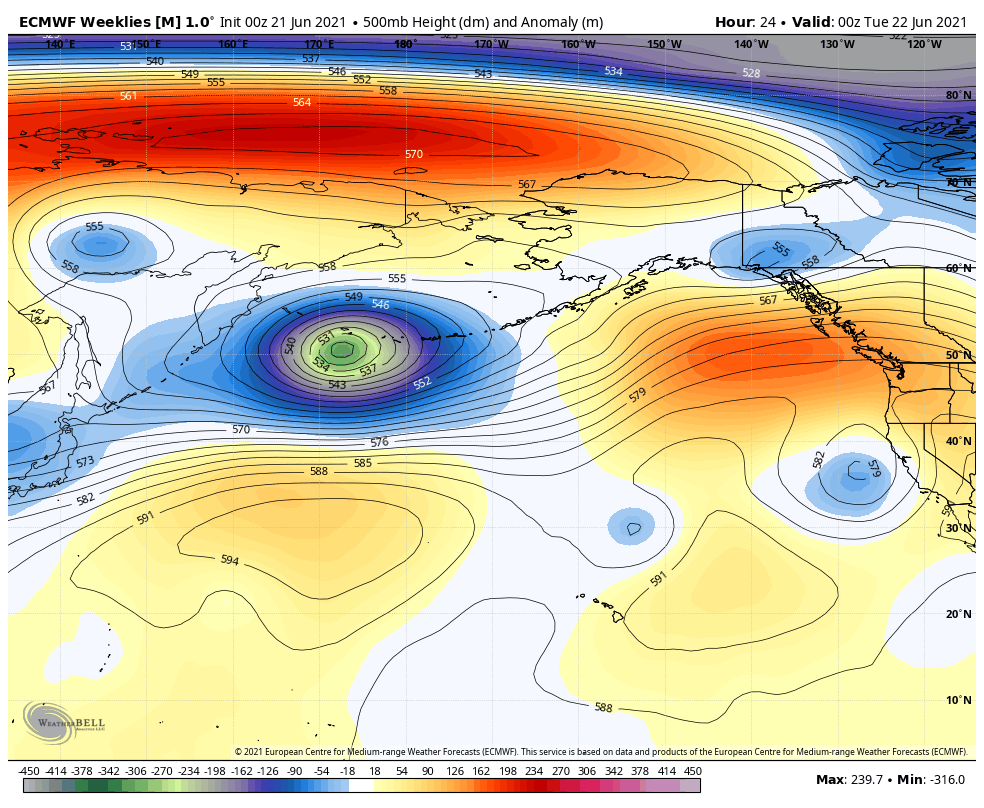 ECMWF Weeklies [M] 1.0° Init 00z 21 Jun 2021 • 500mb Height (dm) and Anomaly (m)
Hour: 24 • Valid: 00z Tue 22 Jun 2021
140°E 150°E 160°E 170°E 180° 170°W 160°W 150°W 140°W 130°W 120°W
525 522
531 537
540 546 543 534 528
549 552
555 558
561 564 80°N
570
567 70°N
555 555
558 558 558
555 60°N
549 546 567
540 531
534 537 50°N
567 543 552 579
570 576 40°N
573 585 582 579
582 588
591 594 30°N
591
20°N
588 10°N
WEATHERBELL
Analytics LLC
© 2021 European Centre for Medium-range Weather Forecasts (ECMWF). This service is based on data and products of the European Centre for Medium-range Weather Forecasts (ECMWF).
-450 -414 -378 -342 -306 -270 -234 -198 -162 -126 -90 -54 -18 18 54 90 126 162 198 234 270 306 342 378 414 450
Max: 239.7 • Min: -316.0